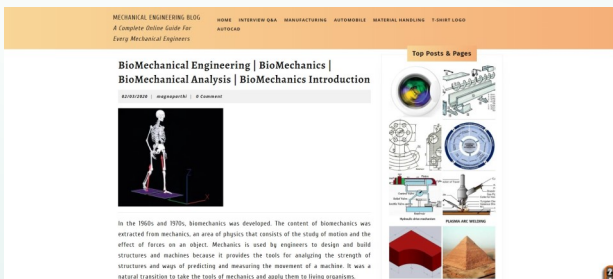 MECHANICAL ENGINEERING BLOG
A Complete Online Guide For
Every Mechanical Engineers
HOME INTERVIEW Q&A MANUFACTURING AUTOMOBILE MATERIAL HANDLING T-SHIRT LOGO
AUTOCAD
BioMechanical Engineering | BioMechanics |
BioMechanical Analysis | BioMechanics Introduction
02/03/2020 | magnaparthi | 0 Comment
In the 1960s and 1970s, biomechanics was developed. The content of biomechanics was
extracted from mechanics, an area of physics that consists of the study of motion and the
effect of forces on an object. Mechanics is used by engineers to design and build
structures and machines because it provides the tools for analyzing the strength of
structures and ways of predicting and measuring the movement of a machine. It was a
natural transition to take the tools of mechanics and apply them to living organisms.
Top Posts & Pages
PLASMA ARC WELDING